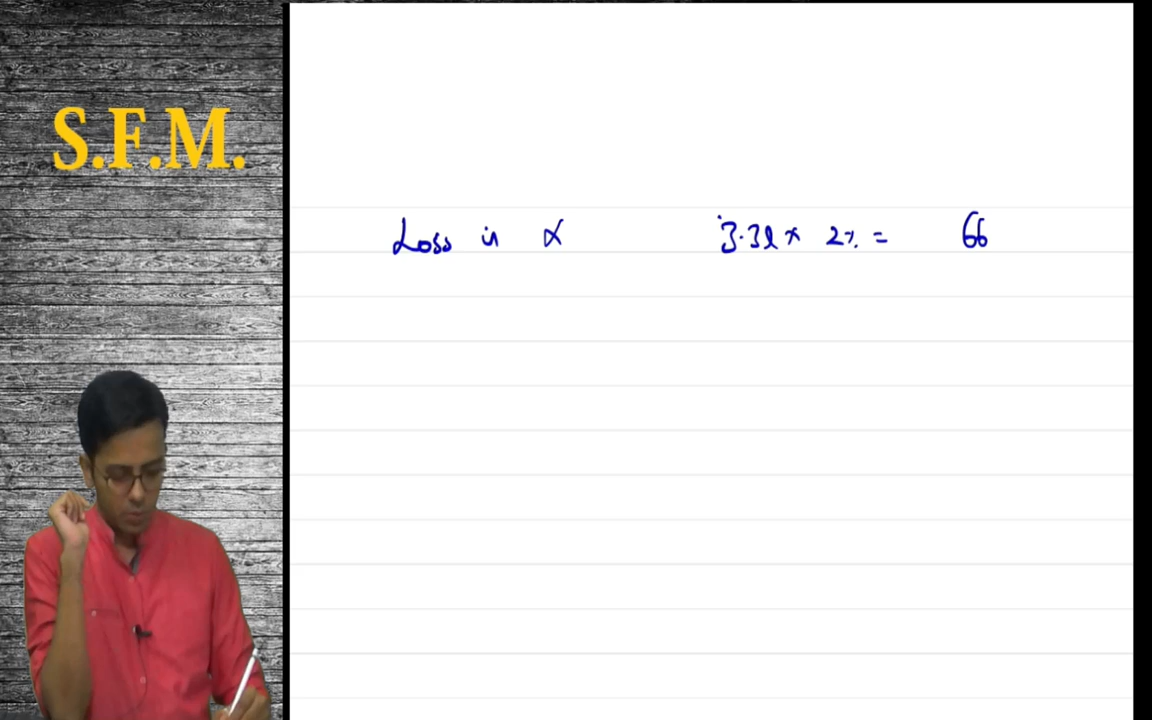 S.F.M.
Loss in α 3.3l × 2% = 66